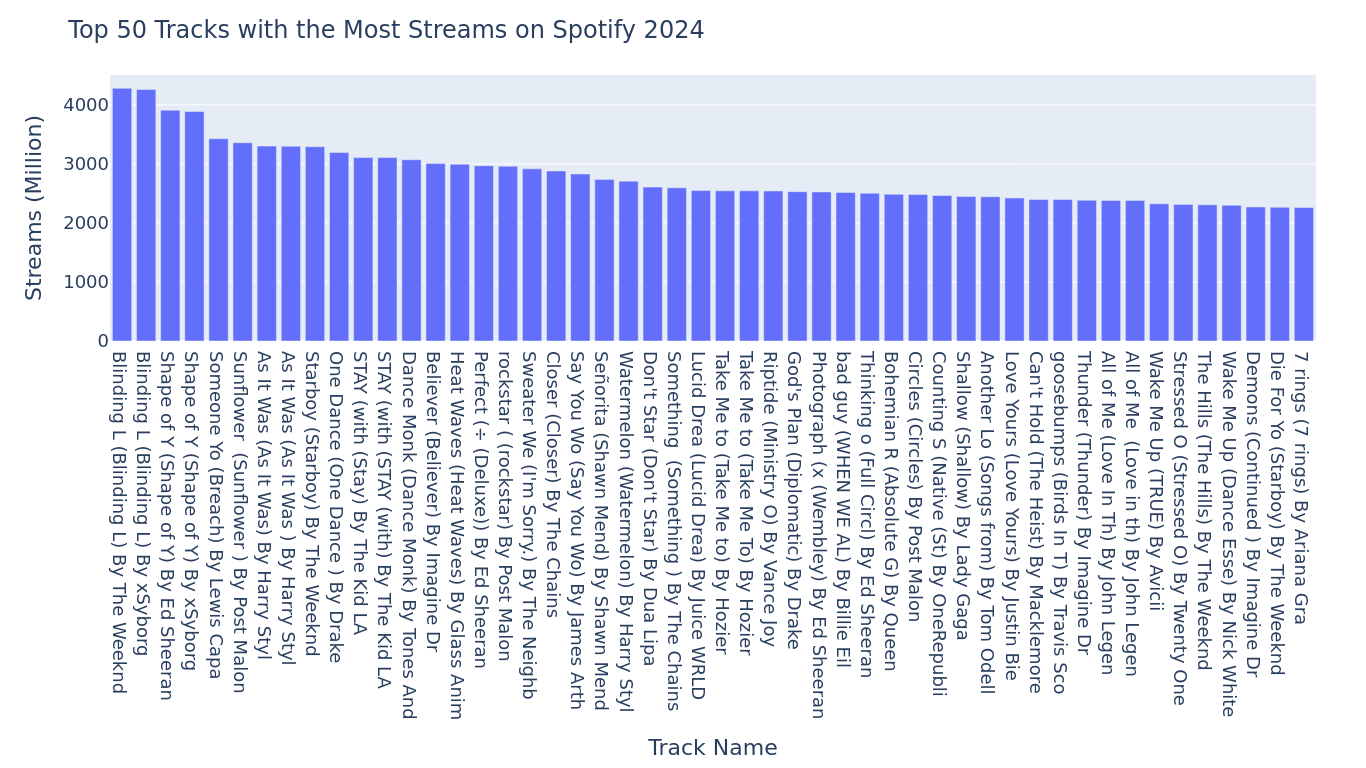 Top 50 Tracks with the Most Streams on Spotify 2024
Streams (Million)
4000
3000
2000
1000
0
Blinding L (Blinding L) By The Weeknd
Blinding L (Blinding L) By xSyborg
Shape of Y (Shape of Y) By Ed Sheeran
Shape of Y (Shape of Y) By xSyborg
Someone Yo (Breach) By Lewis Capa
Sunflower  (Sunflower ) By Post Malon
As It Was (As It Was) By Harry Styl
As It Was (As It Was ) By Harry Styl
Starboy (Starboy) By The Weeknd
One Dance (One Dance ) By Drake
STAY (with (Stay) By The Kid LA
STAY (with (STAY (with) By The Kid LA
Dance Monk (Dance Monk) By Tones And
Believer (Believer) By Imagine Dr
Heat Waves (Heat Waves) By Glass Anim
Perfect (÷ (Deluxe)) By Ed Sheeran
rockstar ( (rockstar) By Post Malon
Sweater We (I'm Sorry.) By The Neighb
Closer (Closer) By The Chains
Say You Wo (Say You Wo) By James Arth
Señorita (Shawn Mend) By Shawn Mend
Watermelon (Watermelon) By Harry Styl
Don't Star (Don't Star) By Dua Lipa
Something  (Something ) By The Chains
Lucid Drea (Lucid Drea) By Juice WRLD
Take Me to (Take Me to) By Hozier
Take Me to (Take Me To) By Hozier
Riptide (Ministry O) By Vance Joy
God's Plan (Diplomatic) By Drake
Photograph (x (Wembley) By Ed Sheeran
bad guy (WHEN WE AL) By Billie Eil
Thinking o (Full Circl) By Ed Sheeran
Bohemian R (Absolute G) By Queen
Circles (Circles) By Post Malon
Counting S (Native (St) By OneRepubli
Shallow (Shallow) By Lady Gaga
Another Lo (Songs from) By Tom Odell
Love Yours (Love Yours) By Justin Bie
Can't Hold (The Heist) By Macklemore
goosebumps (Birds In T) By Travis Sco
Thunder (Thunder) By Imagine Dr
All of Me (Love In Th) By John Legen
All of Me  (Love in th) By John Legen
Wake Me Up (TRUE) By Avicii
Stressed O (Stressed O) By Twenty One
The Hills (The Hills) By The Weeknd
Wake Me Up (Dance Esse) By Nick White
Demons (Continued ) By Imagine Dr
Die For Yo (Starboy) By The Weeknd
7 rings (7 rings) By Ariana Gra
Track Name